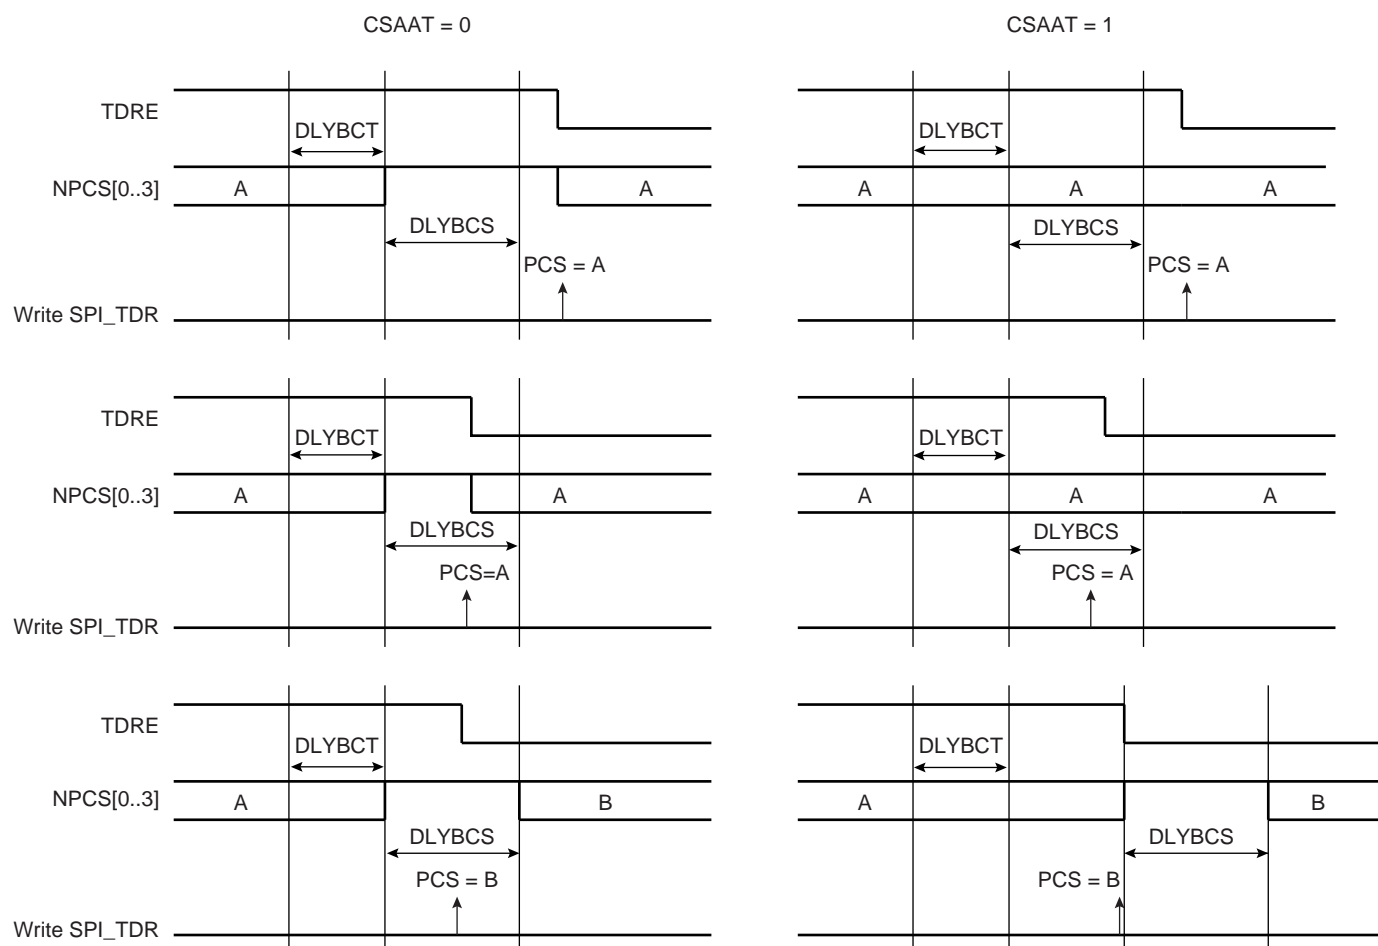 CSAAT = 0 CSAAT = 1
TDRE
DLYBCT DLYBCT
NPCS[0..3] A A A A A
DLYBCS DLYBCS
PCS = A PCS = A
Write SPI_TDR
TDRE
DLYBCT DLYBCT
NPCS[0..3] A A A A A
DLYBCS DLYBCS
PCS=A PCS = A
Write SPI_TDR
TDRE
DLYBCT DLYBCT
NPCS[0..3] A B A B
DLYBCS DLYBCS
PCS = B PCS = B
Write SPI_TDR